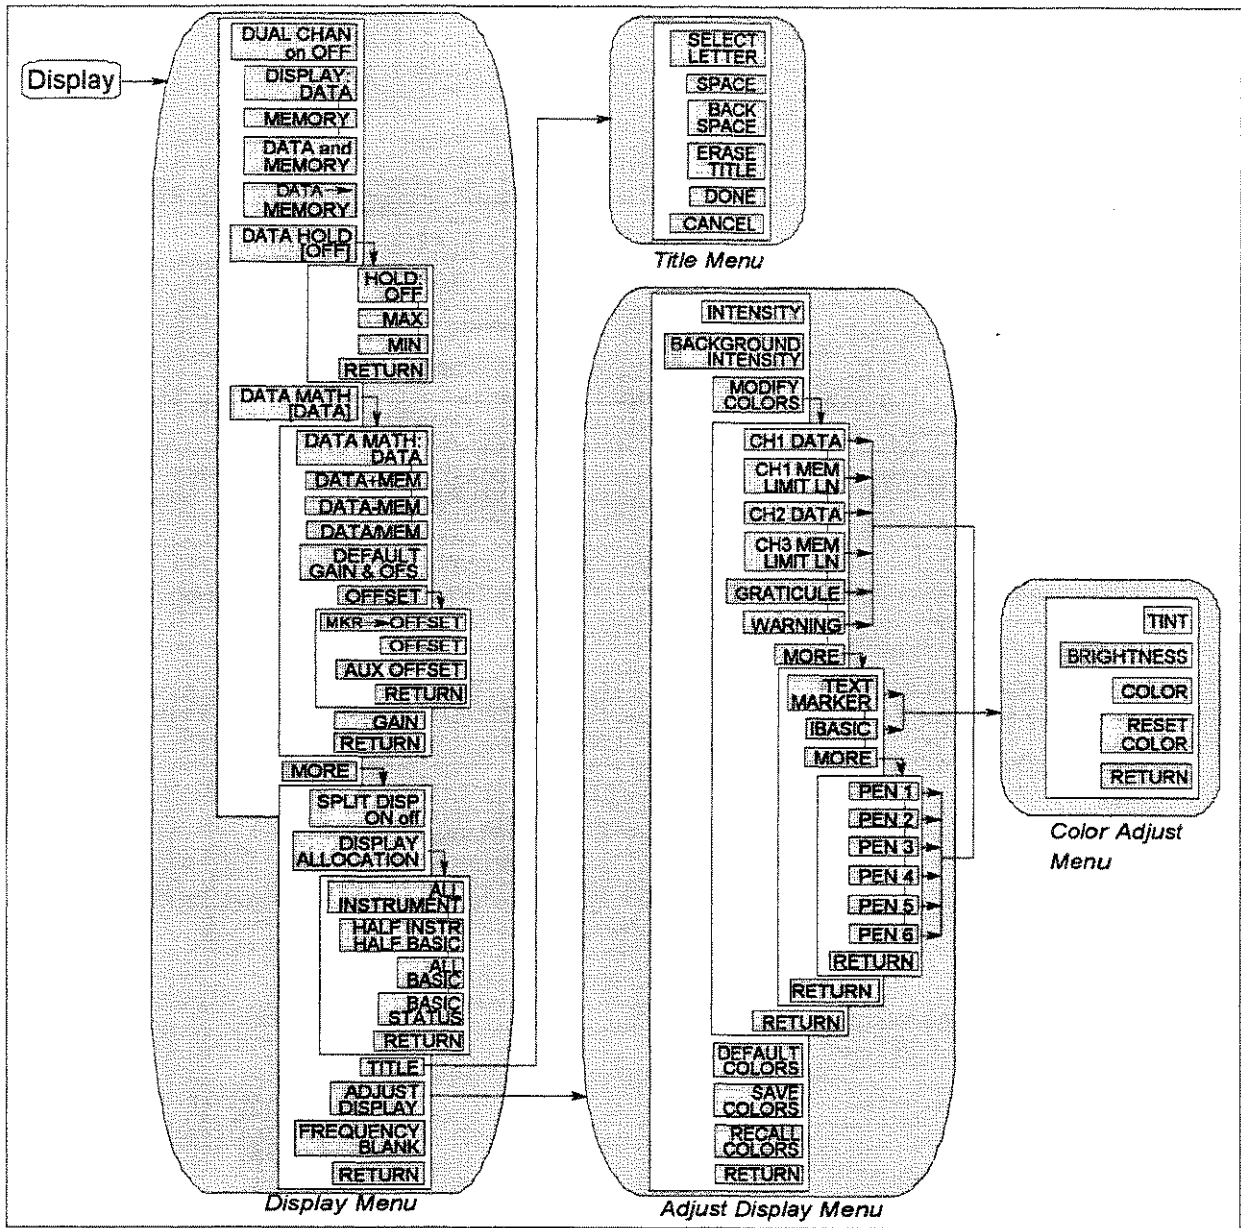 Display
DUAL CHAN
on OFF
DISPLAY:
DATA
MEMORY
DATA and
MEMORY
DATA→
MEMORY
DATA HOLD
[OFF]
HOLD:
OFF
MAX
MIN
RETURN
DATA MATH
[DATA]
DATA MATH:
DATA
DATA+MEM
DATA-MEM
DATA/MEM
DEFAULT
GAIN & OFS
OFFSET
MKR→OFFSET
OFFSET
AUX OFFSET
RETURN
GAIN
RETURN
MORE
SPLIT DISP
ON off
DISPLAY
ALLOCATION
ALL
INSTRUMENT
HALF INSTR
HALF BASIC
ALL
BASIC
BASIC
STATUS
RETURN
TITLE
ADJUST
DISPLAY
FREQUENCY
BLANK
RETURN
Display Menu
SELECT
LETTER
SPACE
BACK
SPACE
ERASE
TITLE
DONE
CANCEL
Title Menu
INTENSITY
BACKGROUND
INTENSITY
MODIFY
COLORS
CH1 DATA
CH1 MEM
LIMIT LN
CH2 DATA
CH3 MEM
LIMIT LN
GRATICULE
WARNING
MORE
TEXT
MARKER
IBASIC
MORE
PEN 1
PEN 2
PEN 3
PEN 4
PEN 5
PEN 6
RETURN
RETURN
RETURN
DEFAULT
COLORS
SAVE
COLORS
RECALL
COLORS
RETURN
Adjust Display Menu
TINT
BRIGHTNESS
COLOR
RESET
COLOR
RETURN
Color Adjust
Menu